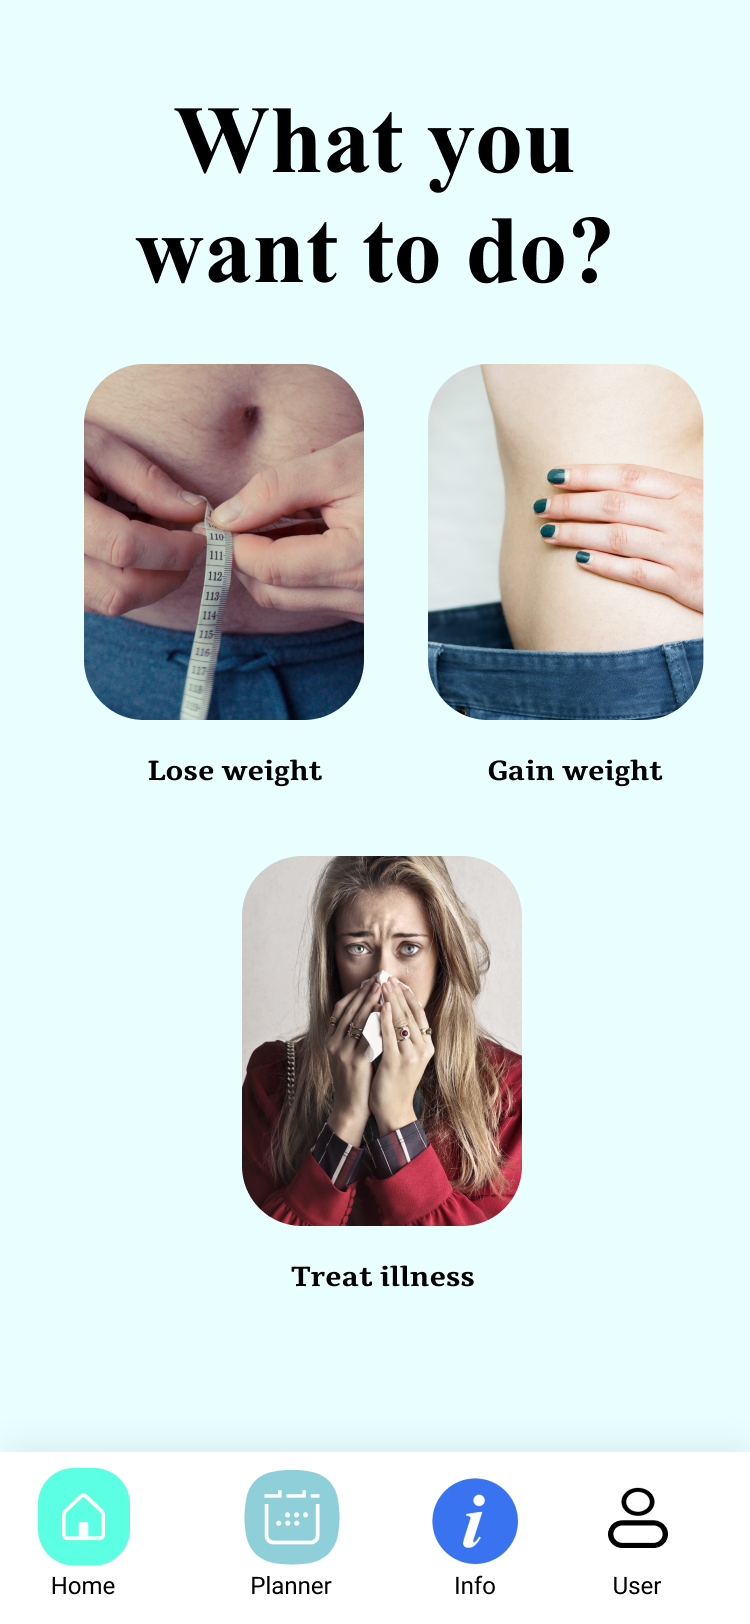 What you
want to do?
110
111
112
113
114
115
116
117
Lose weight
Gain weight
Treat illness
Home
Planner
Info
User